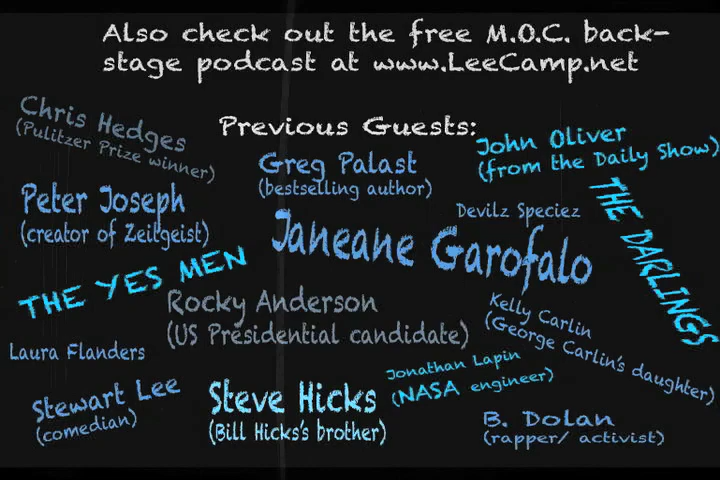 Also check out the free M.O.C. back-
stage podcast at www.LeeCamp.net
Previous Guests:
Chris Hedges
(Pulitzer Prize winner)
Greg Palast
(bestselling author)
John Oliver
(from the Daily Show)
Peter Joseph
(creator of Zeitgeist)
Janeane Garofalo
Devilz Speciez
THE DARLINGS
THE YES MEN
Rocky Anderson
(US Presidential candidate)
Kelly Carlin
(George Carlin's daughter)
Laura Flanders
Stewart Lee
(comedian)
Steve Hicks
(Bill Hicks's brother)
Jonathan Lapin
(NASA engineer)
B. Dolan
(rapper/ activist)